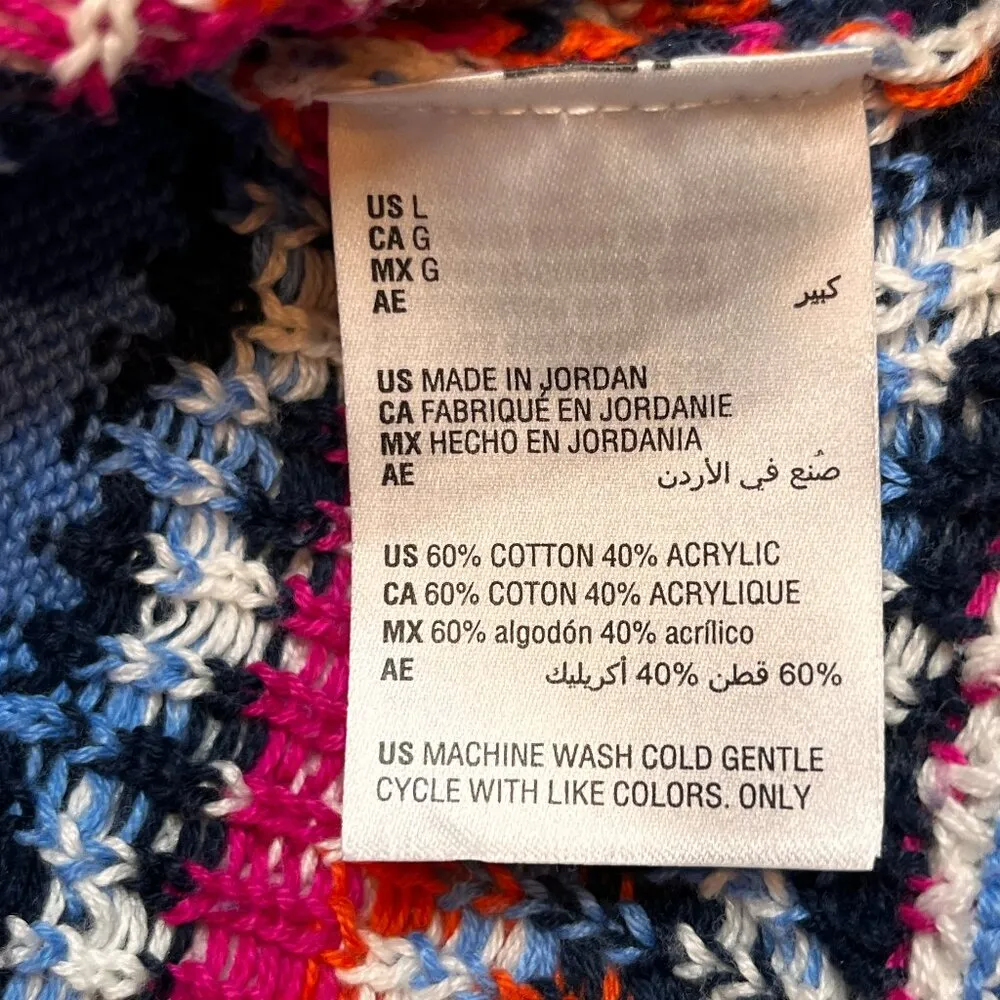 US L
CA G
MX G
AE كبير
US MADE IN JORDAN
CA FABRIQUÉ EN JORDANIE
MX HECHO EN JORDANIA
AE صُنع في الأردن
US 60% COTTON 40% ACRYLIC
CA 60% COTON 40% ACRYLIQUE
MX 60% algodón 40% acrílico
AE 60% قطن 40% أكريليك
US MACHINE WASH COLD GENTLE
CYCLE WITH LIKE COLORS. ONLY